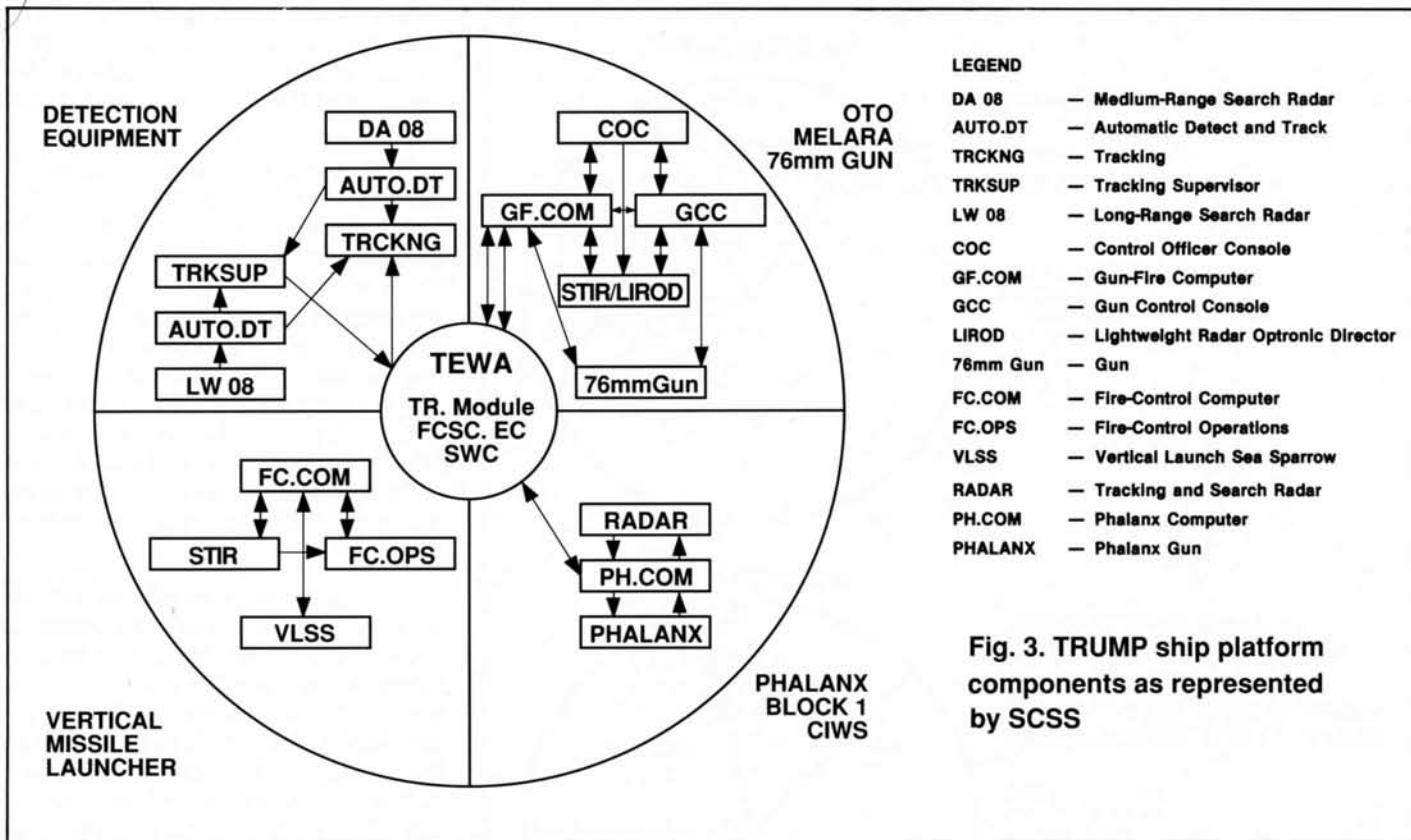 DETECTION
EQUIPMENT
DA 08
AUTO.DT
TRCKNG
TRKSUP
AUTO.DT
LW 08
OTO
MELARA
76mm GUN
COC
GF.COM
GCC
STIR/LIROD
76mmGun
TEWA
TR. Module
FCSC. EC
SWC
FC.COM
STIR
FC.OPS
VLSS
VERTICAL
MISSILE
LAUNCHER
RADAR
PH.COM
PHALANX
PHALANX
BLOCK 1
CIWS
LEGEND
DA 08 — Medium-Range Search Radar
AUTO.DT — Automatic Detect and Track
TRCKNG — Tracking
TRKSUP — Tracking Supervisor
LW 08 — Long-Range Search Radar
COC — Control Officer Console
GF.COM — Gun-Fire Computer
GCC — Gun Control Console
LIROD — Lightweight Radar Optronic Director
76mm Gun — Gun
FC.COM — Fire-Control Computer
FC.OPS — Fire-Control Operations
VLSS — Vertical Launch Sea Sparrow
RADAR — Tracking and Search Radar
PH.COM — Phalanx Computer
PHALANX — Phalanx Gun
Fig. 3. TRUMP ship platform
components as represented
by SCSS